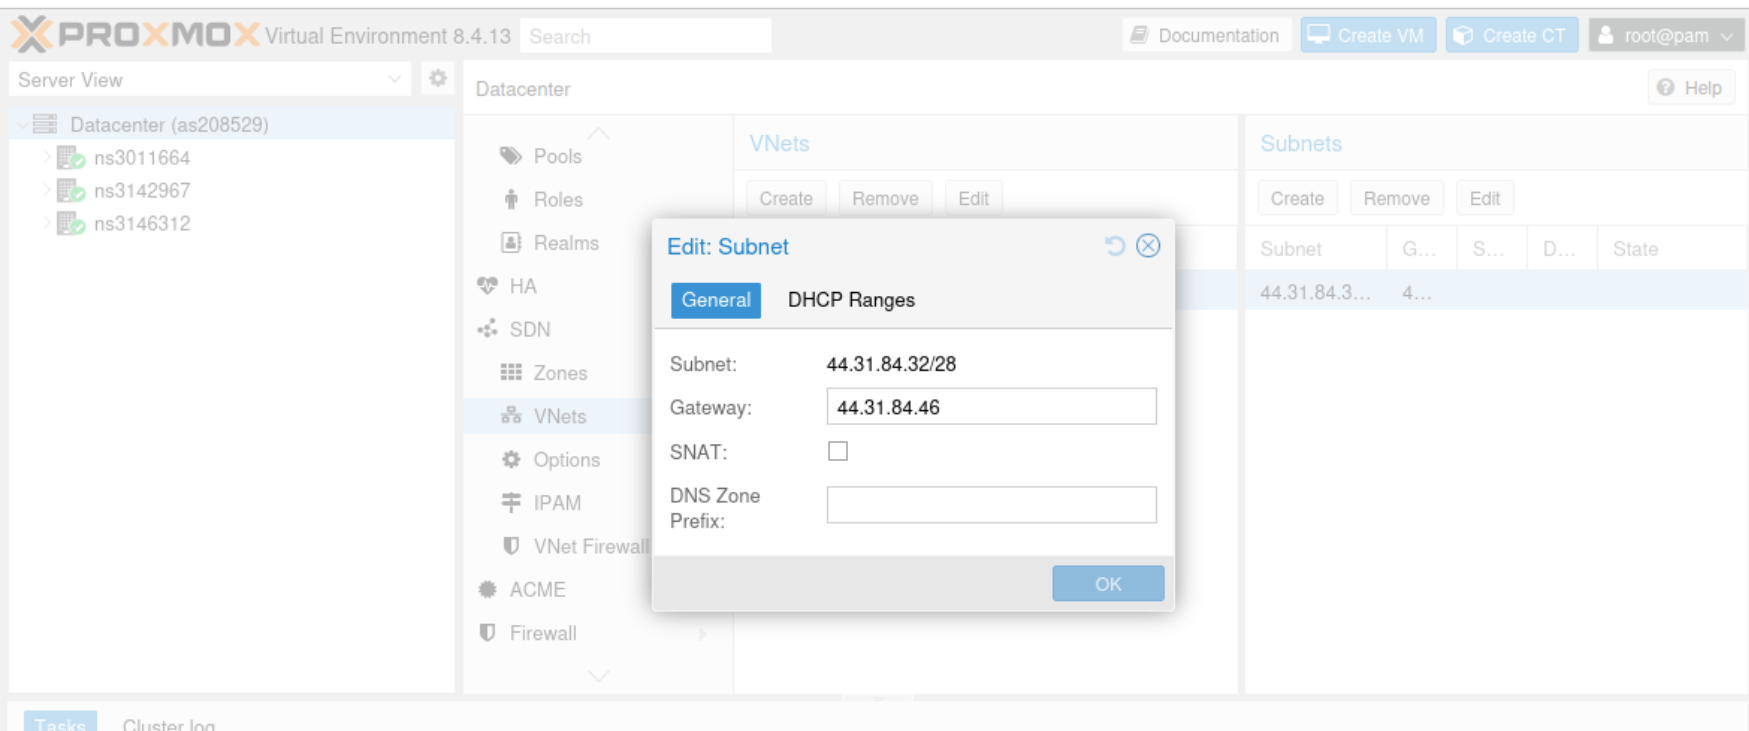 PROXMOX Virtual Environment 8.4.13 Search Documentation Create VM Create CT root@pam
Server View
Datacenter
Help
Datacenter (as208529)
ns3011664
ns3142967
ns3146312
Pools
Roles
Realms
HA
SDN
Zones
VNets
Options
IPAM
VNet Firewall
ACME
Firewall
VNets
Create Remove Edit
Subnets
Create Remove Edit
Subnet G... S... D... State
44.31.84.3... 4...
Edit: Subnet
General DHCP Ranges
Subnet: 44.31.84.32/28
Gateway: 44.31.84.46
SNAT:
DNS Zone
Prefix:
OK
Tasks Cluster log